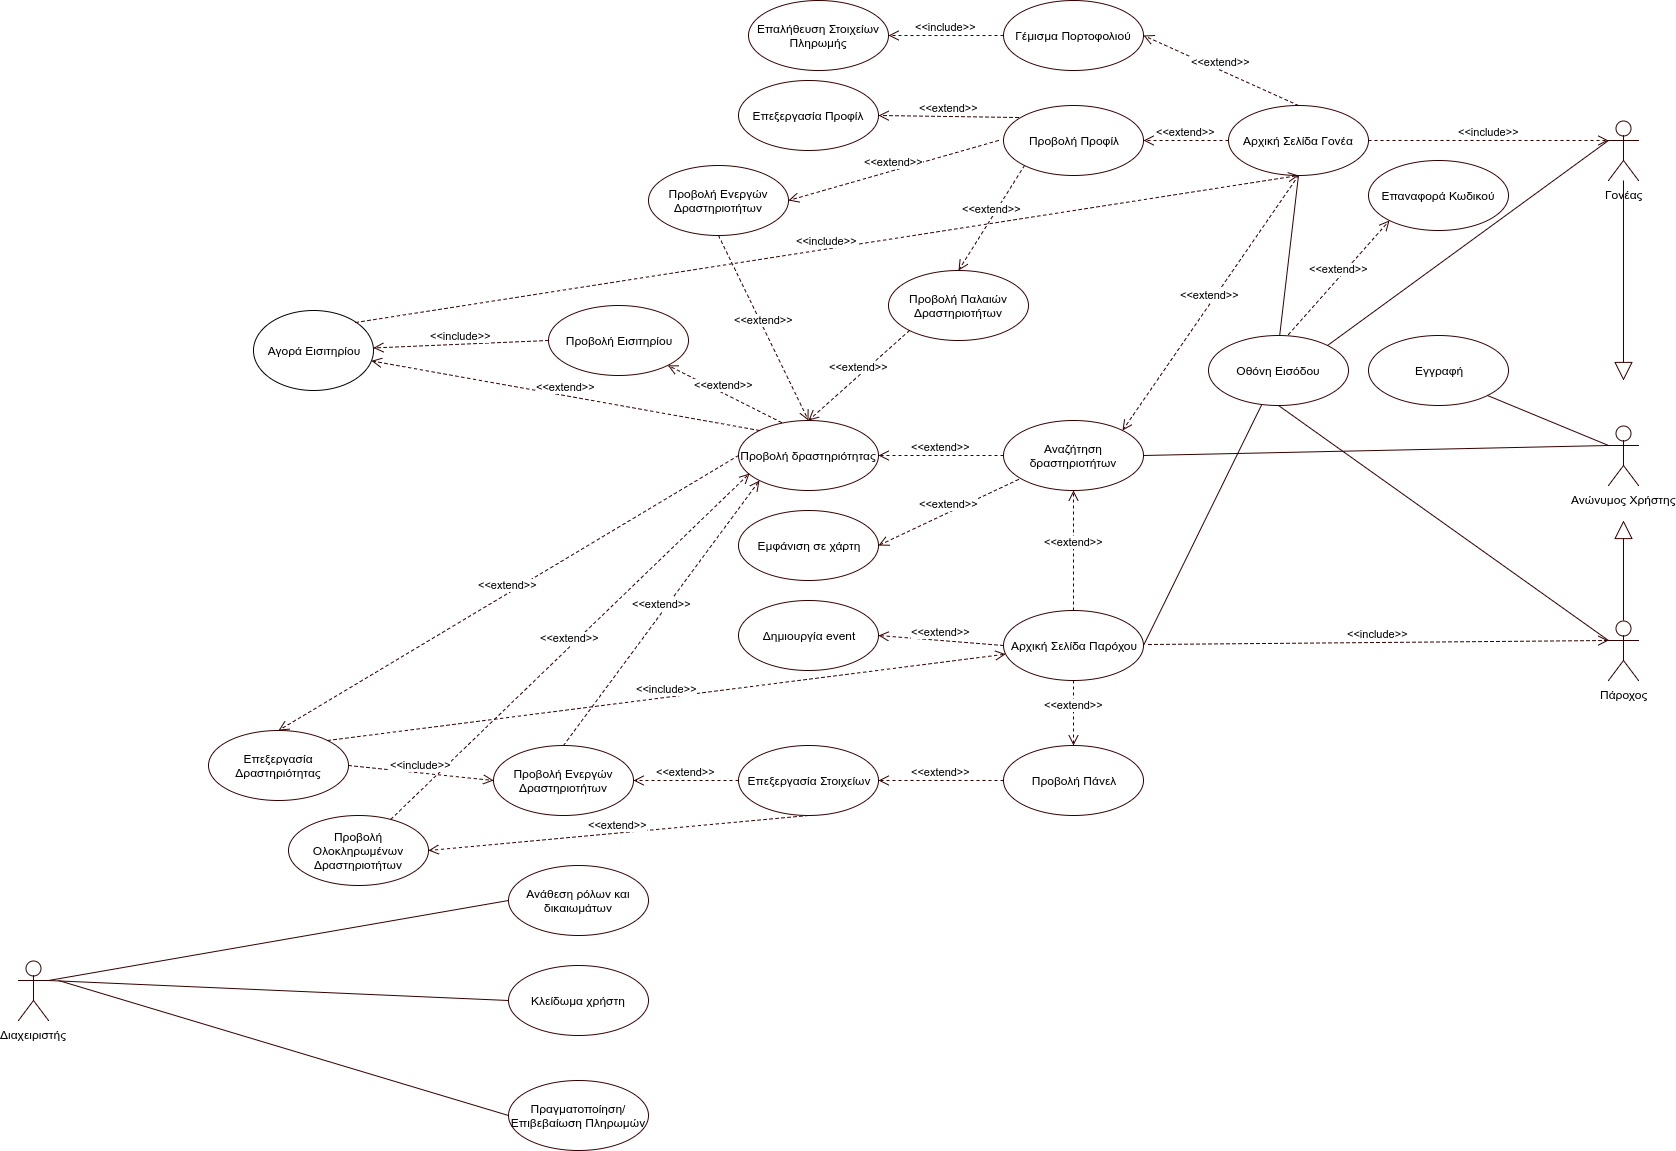 Επαλήθευση Στοιχείων
Πληρωμής
<<include>>
Γέμισμα Πορτοφολιού
<<extend>>
Επεξεργασία Προφίλ
<<extend>>
Προβολή Προφίλ
<<extend>>
Αρχική Σελίδα Γονέα
<<include>>
Γονέας
<<extend>>
Προβολή Ενεργών
Δραστηριοτήτων
<<extend>>
Επαναφορά Κωδικού
<<include>>
<<extend>>
Προβολή Παλαιών
Δραστηριοτήτων
<<extend>>
<<extend>>
Αγορά Εισιτηρίου
<<include>>
Προβολή Εισιτηρίου
<<extend>>
<<extend>>
<<extend>>
<<extend>>
Οθόνη Εισόδου
Εγγραφή
Προβολή δραστηριότητας
<<extend>>
Αναζήτηση
δραστηριοτήτων
Ανώνυμος Χρήστης
<<extend>>
Εμφάνιση σε χάρτη
<<extend>>
<<extend>>
<<extend>>
<<extend>>
Δημιουργία event
<<extend>>
Αρχική Σελίδα Παρόχου
<<include>>
Πάροχος
<<include>>
<<extend>>
Επεξεργασία
Δραστηριότητας
<<include>>
Προβολή Ενεργών
Δραστηριοτήτων
<<extend>>
Επεξεργασία Στοιχείων
<<extend>>
Προβολή Πάνελ
<<extend>>
Προβολή
Ολοκληρωμένων
Δραστηριοτήτων
Ανάθεση ρόλων και
δικαιωμάτων
Κλείδωμα χρήστη
Διαχειριστής
Πραγματοποίηση/
Επιβεβαίωση Πληρωμών